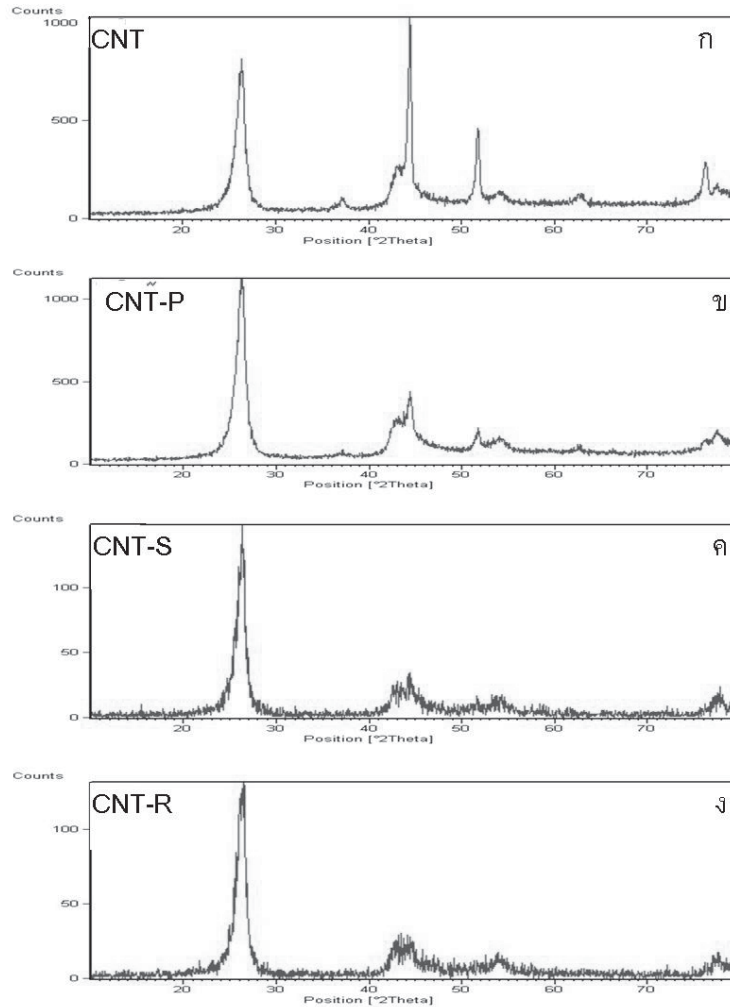 Counts
1000
CNT
ก
500
0
20 30 40 50 60 70
Position [°2Theta]
Counts
CNT-P
ข
1000
500
0
20 30 40 50 60 70
Position [°2Theta]
Counts
CNT-S
ค
100
50
0
20 30 40 50 60 70
Position [°2Theta]
Counts
CNT-R
ง
100
50
0
20 30 40 50 60 70
Position [°2Theta]